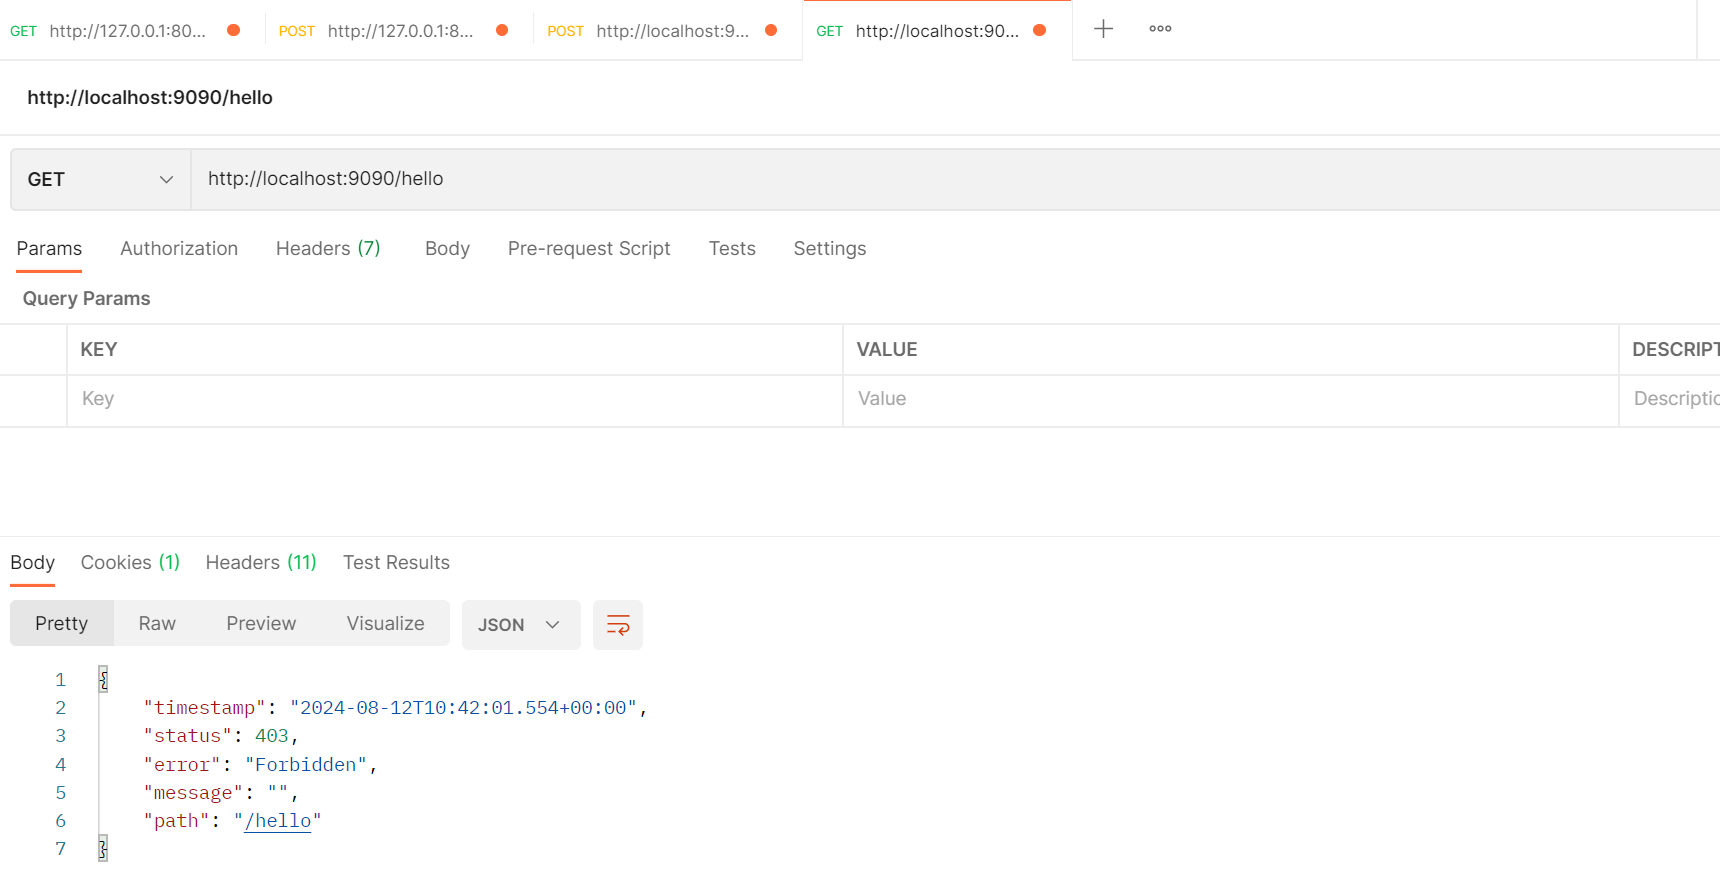 GET http://127.0.0.1:80... POST http://127.0.0.1:8... POST http://localhost:9... GET http://localhost:90...
http://localhost:9090/hello
GET http://localhost:9090/hello
Params Authorization Headers (7) Body Pre-request Script Tests Settings
Query Params
KEY VALUE DESCRIPT
Key Value Descriptio
Body Cookies (1) Headers (11) Test Results
Pretty Raw Preview Visualize JSON
1 {
2 "timestamp": "2024-08-12T10:42:01.554+00:00",
3 "status": 403,
4 "error": "Forbidden",
5 "message": "",
6 "path": "/hello"
7 }